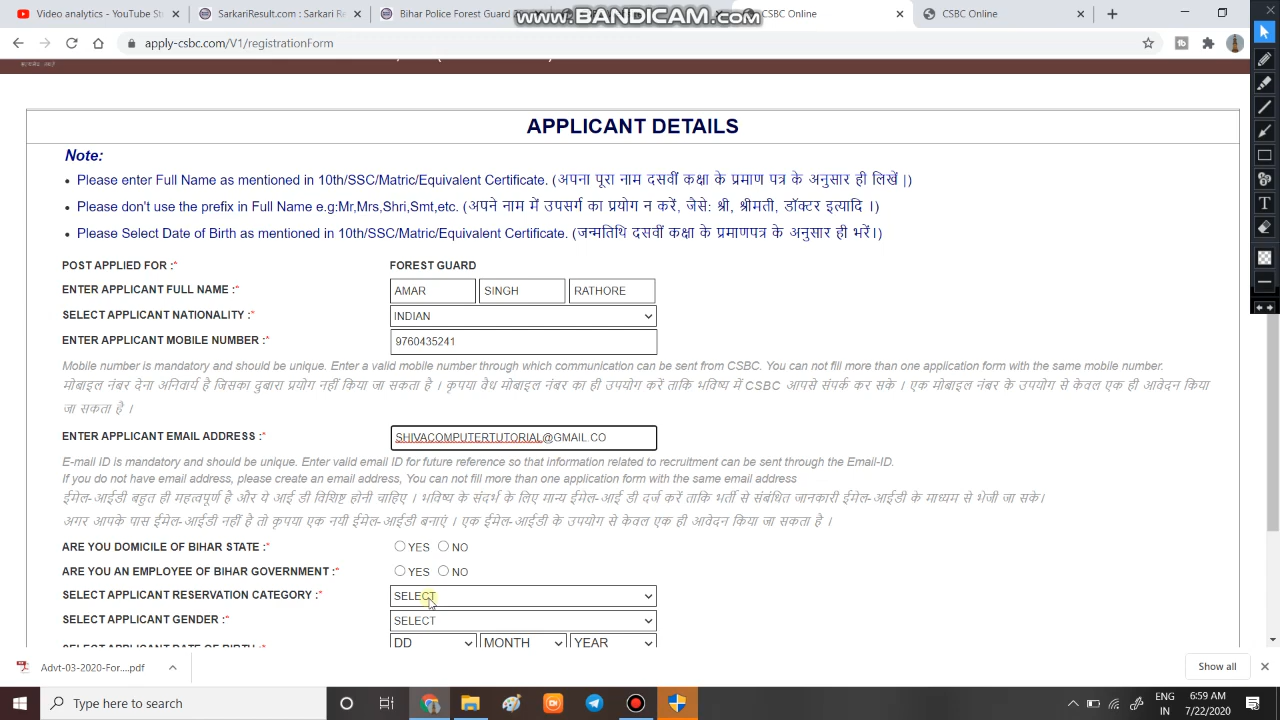 Video analytics - YouTube St
SarkariResult.com : Sarkari Re
Bihar Police Forest Guard
CSBC Online
CSBC Online
www.BANDICAM.com
apply-csbc.com/V1/registrationForm
APPLICANT DETAILS
Note:
Please enter Full Name as mentioned in 10th/SSC/Matric/Equivalent Certificate. अपना पूरा नाम दसवीं कक्षा के प्रमाण पत्र के अनुसार ही लिखें |)
Please don't use the prefix in Full Name e.g:Mr,Mrs,Shri,Smt,etc. (अपने नाम में उपसर्ग का प्रयोग न करें, जैसे: श्री, श्रीमती, डॉक्टर इत्यादि ।)
Please Select Date of Birth as mentioned in 10th/SSC/Matric/Equivalent Certificate (जन्मतिथि दसवीं कक्षा के प्रमाणपत्र के अनुसार ही भरें।)
POST APPLIED FOR :* FOREST GUARD
ENTER APPLICANT FULL NAME :* AMAR SINGH RATHORE
SELECT APPLICANT NATIONALITY :* INDIAN
ENTER APPLICANT MOBILE NUMBER :* 9760435241
Mobile number is mandatory and should be unique. Enter a valid mobile number through which communication can be sent from CSBC. You can not fill more than one application form with the same mobile number.
मोबाइल नंबर देना अनिवार्य है जिसका दुबारा प्रयोग नहीं किया जा सकता है । कृपया वैध मोबाइल नंबर का ही उपयोग करें ताकि भविष्य में CSBC आपसे संपर्क कर सके । एक मोबाइल नंबर के उपयोग से केवल एक ही आवेदन किया
जा सकता है ।
ENTER APPLICANT EMAIL ADDRESS :* SHIVACOMPUTERTUTORIAL@GMAIL.CO
E-mail ID is mandatory and should be unique. Enter valid email ID for future reference so that information related to recruitment can be sent through the Email-ID.
If you do not have email address, please create an email address, You can not fill more than one application form with the same email address
ईमेल-आईडी बहुत ही महत्वपूर्ण है और ये आई डी विशिष्ट होनी चाहिए । भविष्य के संदर्भ के लिए मान्य ईमेल-आई डी दर्ज करें ताकि भर्ती से संबंधित जानकारी ईमेल-आईडी के माध्यम से भेजी जा सके।
अगर आपके पास ईमेल-आईडी नहीं है तो कृपया एक नयी ईमेल-आईडी बनाएं । एक ईमेल-आईडी के उपयोग से केवल एक ही आवेदन किया जा सकता है ।
ARE YOU DOMICILE OF BIHAR STATE :* YES NO
ARE YOU AN EMPLOYEE OF BIHAR GOVERNMENT :* YES NO
SELECT APPLICANT RESERVATION CATEGORY :* SELECT
SELECT APPLICANT GENDER :* SELECT
DD MONTH YEAR
Advt-03-2020-For....pdf
Show all
Type here to search
ENG
IN
6:59 AM
7/22/2020